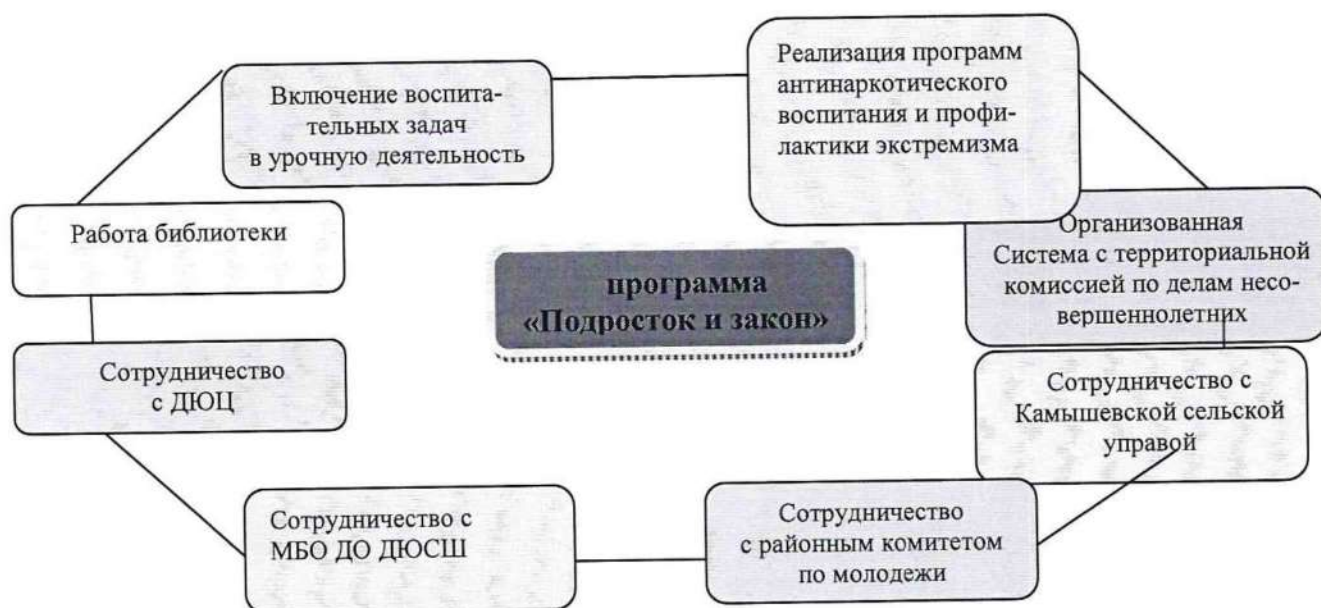 Включение воспита-
тельных задач
в урочную деятельность
Реализация программ
антинаркотического
воспитания и профи-
лактики экстремизма
Работа библиотеки
программа
«Подросток и закон»
Организованная
Система с территориальной
комиссией по делам несо-
вершеннолетних
Сотрудничество
с ДЮЦ
Сотрудничество с
Камышевской сельской
управой
Сотрудничество с
МБО ДО ДЮСШ
Сотрудничество
с районным комитетом
по молодежи